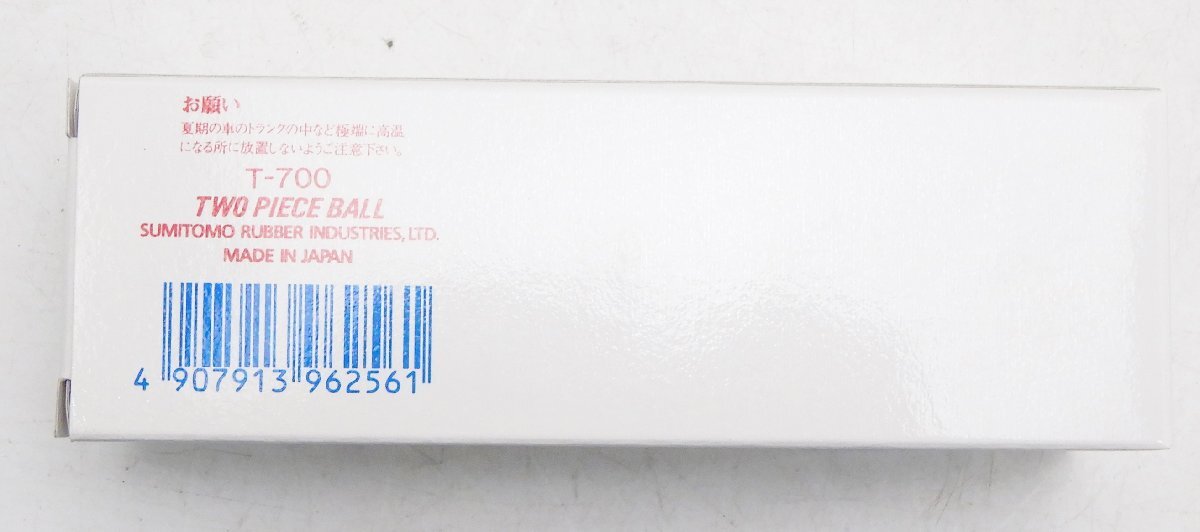 お願い
夏期の車のトランクの中など極端に高温
になる所に放置しないようご注意下さい。
T-700
TWO PIECE BALL
SUMITOMO RUBBER INDUSTRIES, LTD.
MADE IN JAPAN
4 907913 962561